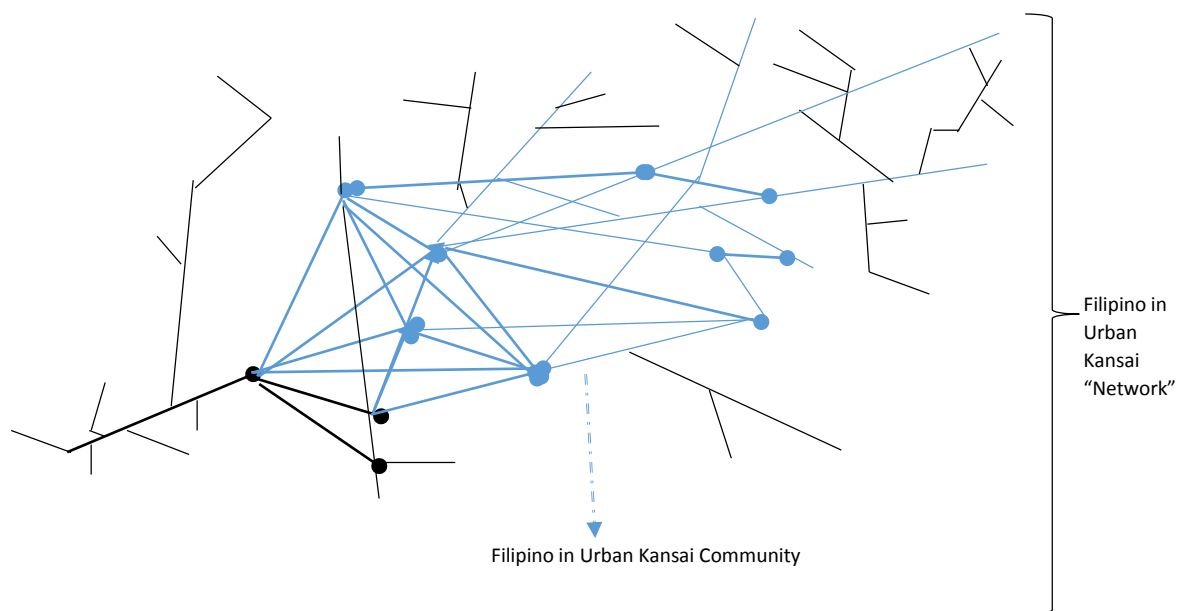 Filipino in
Urban
Kansai
“Network”
Filipino in Urban Kansai Community